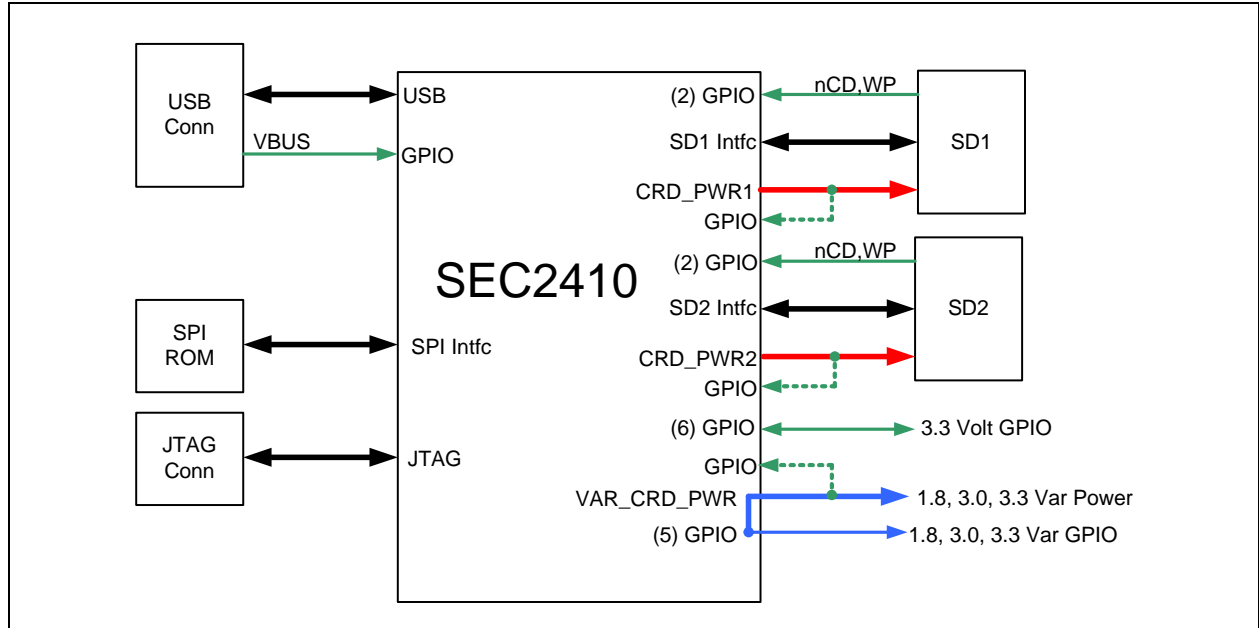 USB
Conn
VBUS
USB
GPIO
SPI
ROM
SPI Intfc
JTAG
Conn
JTAG
SEC2410
(2) GPIO
nCD,WP
SD1 Intfc
SD1
CRD_PWR1
GPIO
(2) GPIO
nCD,WP
SD2 Intfc
SD2
CRD_PWR2
GPIO
(6) GPIO
3.3 Volt GPIO
GPIO
VAR_CRD_PWR
1.8, 3.0, 3.3 Var Power
(5) GPIO
1.8, 3.0, 3.3 Var GPIO